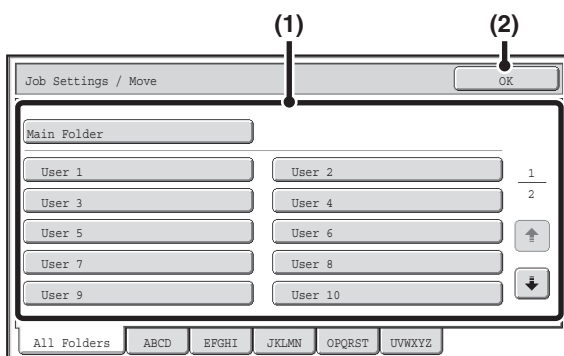 (1) (2)
Job Settings / Move OK
Main Folder
User 1 User 2 1
User 3 User 4 2
User 5 User 6
User 7 User 8
User 9 User 10
All Folders ABCD EFGHI JKLMN OPQRST UVWXYZ